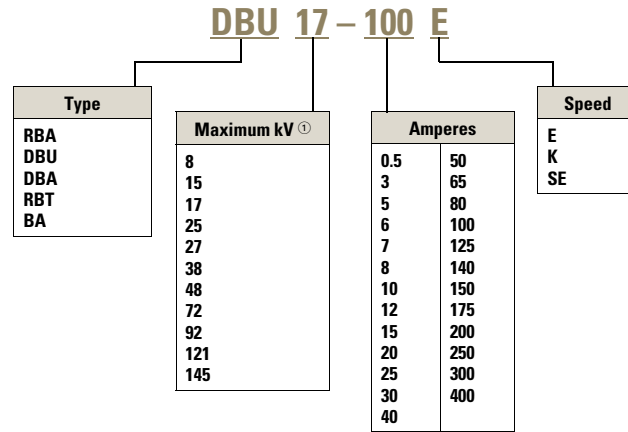 DBU 17 – 100 E
Type
RBA
DBU
DBA
RBT
BA
Maximum kV ①
8
15
17
25
27
38
48
72
92
121
145
Amperes
0.5 50
3 65
5 80
6 100
7 125
8 140
10 150
12 175
15 200
20 250
25 300
30 400
40
Speed
E
K
SE